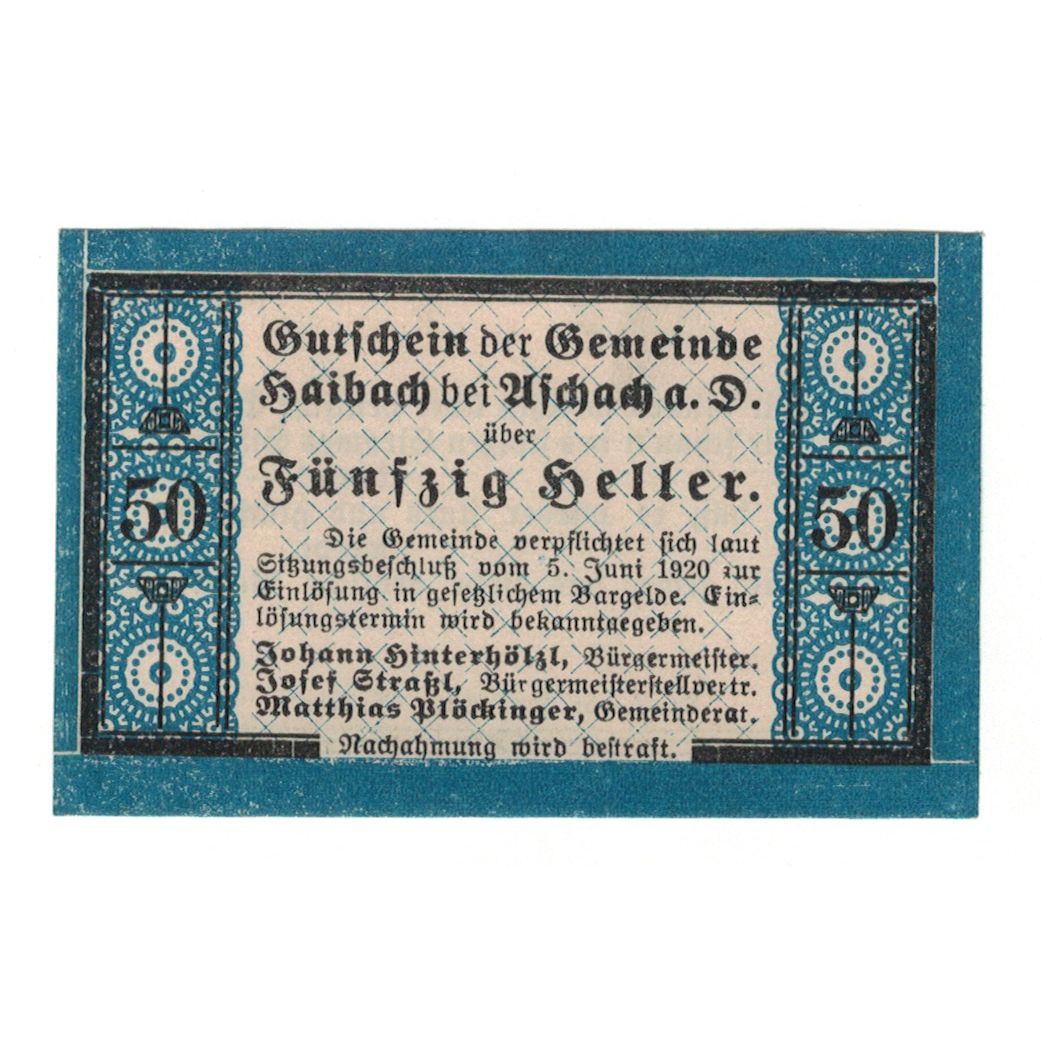 Gutschein der Gemeinde
Haibach bei Aschach a. D.
über
Fünfzig Heller.
50
50
Die Gemeinde verpflichtet sich laut
Sitzungsbeschluß vom 5. Juni 1920 zur
Einlösung in gesetzlichem Bargelde. Ein-
lösungstermin wird bekanntgegeben.
Johann Hinterhölzl, Bürgermeister.
Josef Straßl, Bürgermeisterstellvertr.
Matthias Plöckinger, Gemeinderat.
Nachahmung wird bestraft.